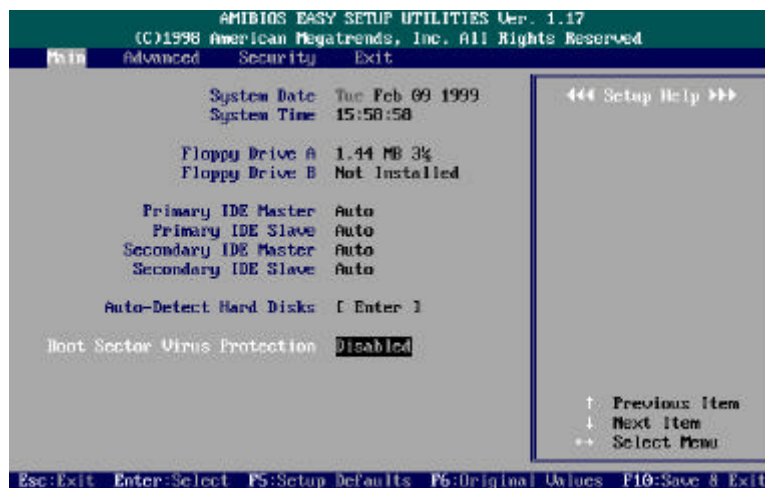 AMIBIOS EASY SETUP UTILITIES Ver. 1.17
(C)1998 American Megatrends, Inc. All Rights Reserved
Main Advanced Security Exit
System Date Tue Feb 09 1999
System Time 15:58:58
Floppy Drive A 1.44 MB 3½
Floppy Drive B Not Installed
Primary IDE Master Auto
Primary IDE Slave Auto
Secondary IDE Master Auto
Secondary IDE Slave Auto
Auto-Detect Hard Disks [ Enter ]
Boot Sector Virus Protection Disabled
◄◄◄ Setup Help ►►►
↑ Previous Item
↓ Next Item
↔ Select Menu
Esc:Exit Enter:Select F5:Setup Defaults F6:Original Values F10:Save & Exit